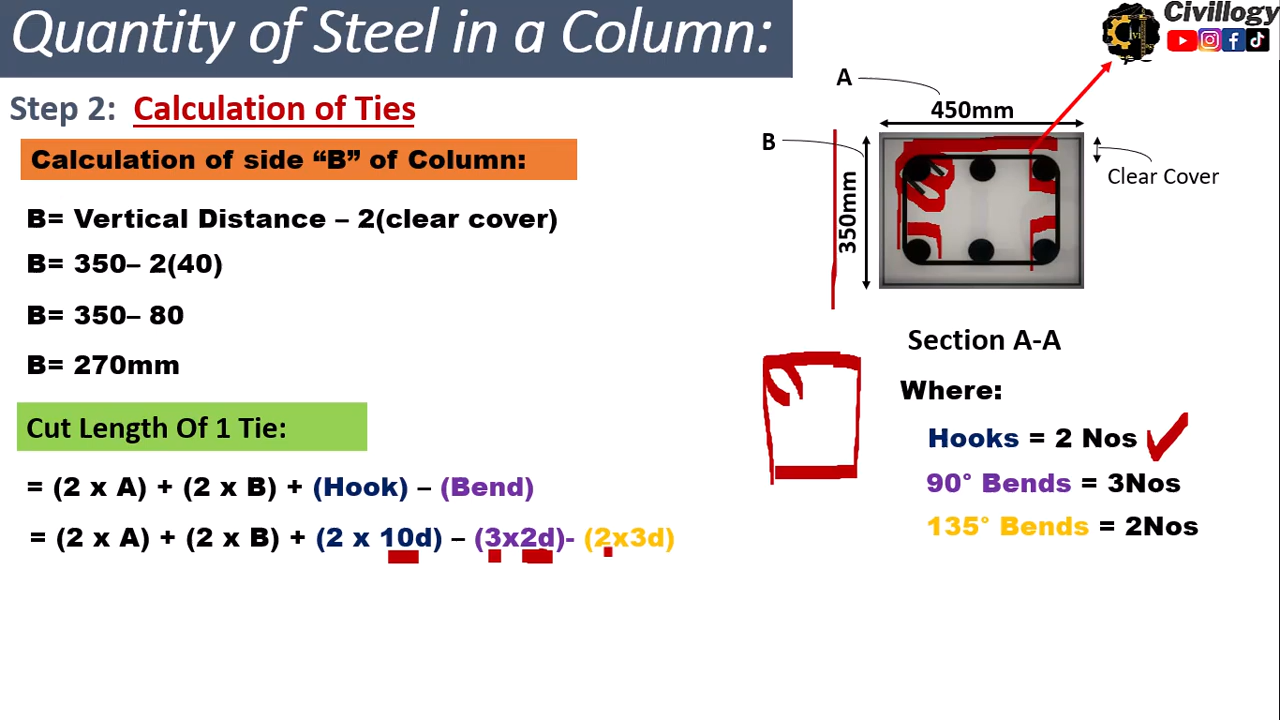 Quantity of Steel in a Column:
Civillogy
Step 2: Calculation of Ties
Calculation of side “B” of Column:
B= Vertical Distance – 2(clear cover)
B= 350– 2(40)
B= 350– 80
B= 270mm
Cut Length Of 1 Tie:
= (2 x A) + (2 x B) + (Hook) – (Bend)
= (2 x A) + (2 x B) + (2 x 10d) – (3x2d)- (2x3d)
A
450mm
B
350mm
Clear Cover
Section A-A
Where:
Hooks = 2 Nos
90° Bends = 3Nos
135° Bends = 2Nos